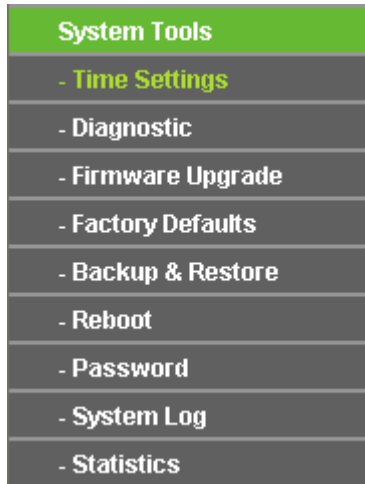 System Tools
- Time Settings
- Diagnostic
- Firmware Upgrade
- Factory Defaults
- Backup & Restore
- Reboot
- Password
- System Log
- Statistics